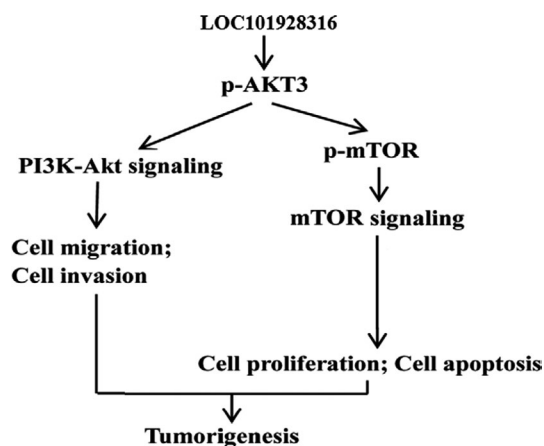 LOC101928316
p-AKT3
PI3K-Akt signaling
p-mTOR
mTOR signaling
Cell migration;
Cell invasion
Cell proliferation; Cell apoptosis
Tumorigenesis